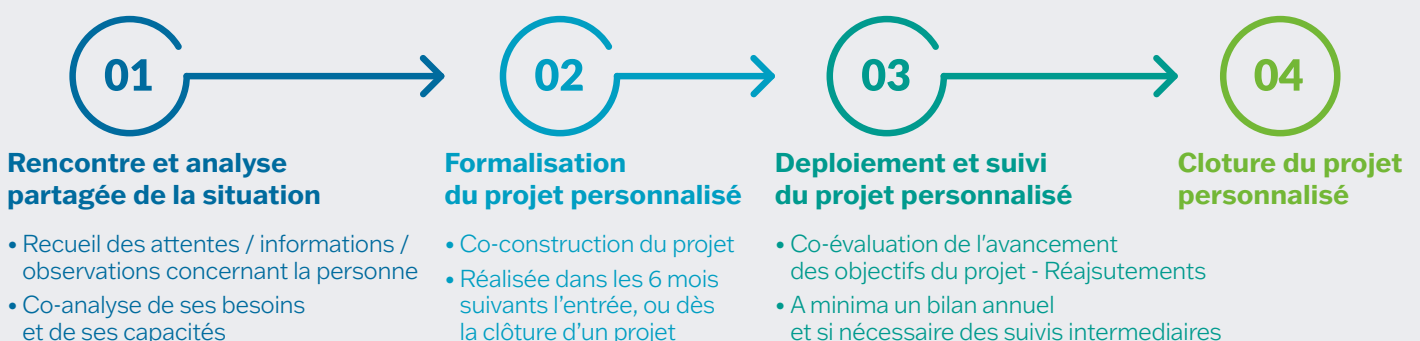 01
Rencontre et analyse
partagée de la situation
• Recueil des attentes / informations /
observations concernant la personne
• Co-analyse de ses besoins
et de ses capacités
02
Formalisation
du projet personnalisé
• Co-construction du projet
• Réalisée dans les 6 mois
suivants l'entrée, ou dès
la clôture d'un projet
03
Deploiement et suivi
du projet personnalisé
• Co-évaluation de l'avancement
des objectifs du projet - Réajsutements
• A minima un bilan annuel
et si nécessaire des suivis intermediaires
04
Cloture du projet
personnalisé